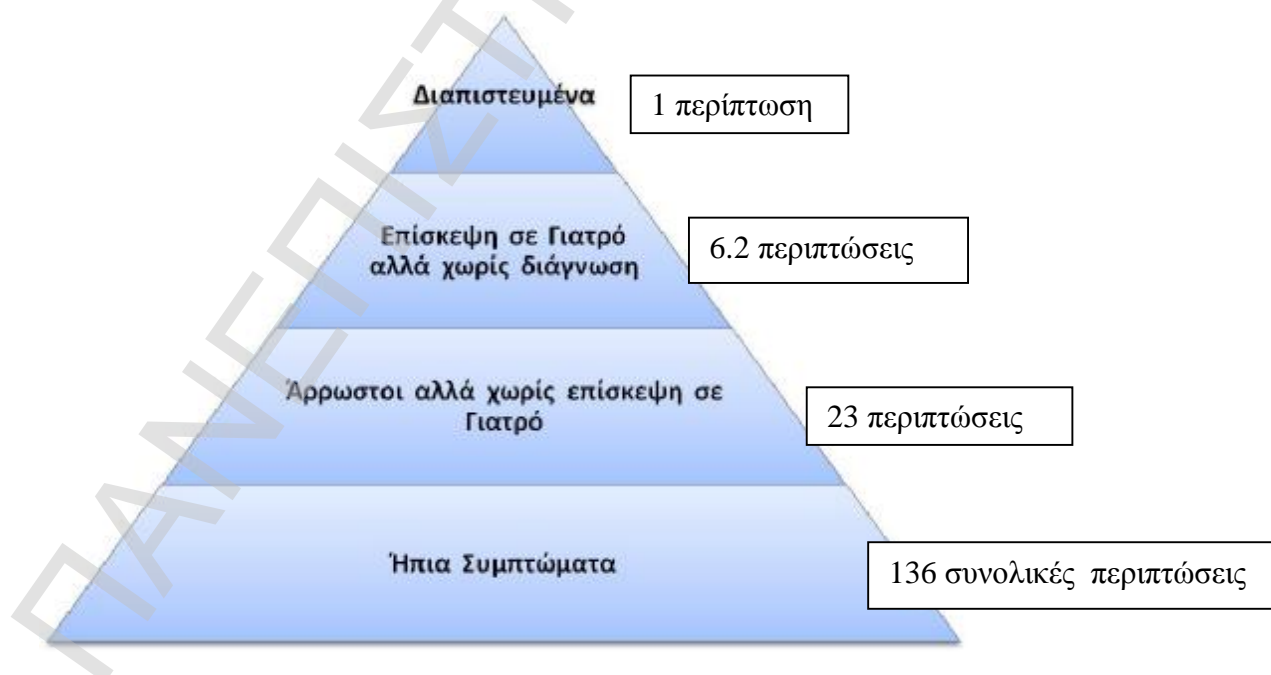 Διαπιστευμένα
1 περίπτωση
Επίσκεψη σε Γιατρό
αλλά χωρίς διάγνωση
6.2 περιπτώσεις
Άρρωστοι αλλά χωρίς επίσκεψη σε
Γιατρό
23 περιπτώσεις
Ήπια Συμπτώματα
136 συνολικές περιπτώσεις
ΠΑΝΕΠΙΣΤ